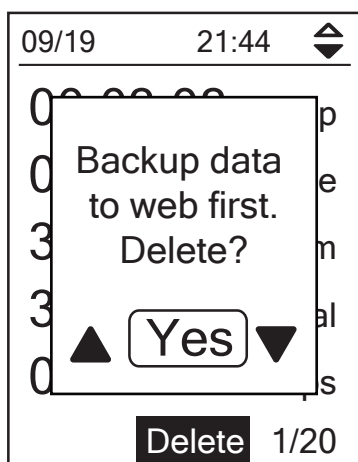 09/19 21:44
Backup data
to web first.
Delete?
Yes
Delete 1/20